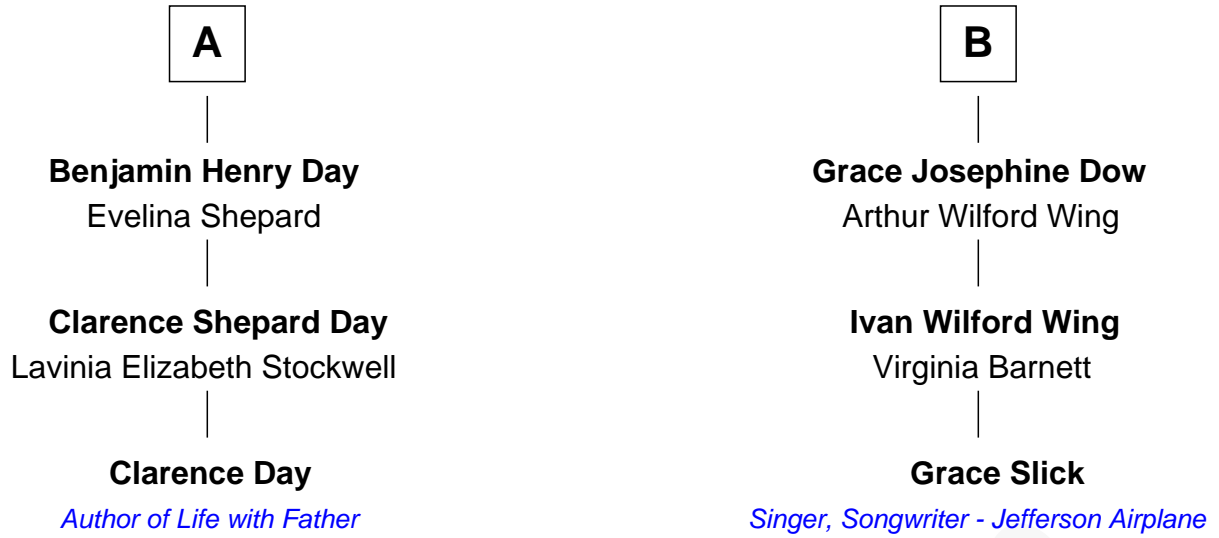 A
Benjamin Henry Day
Evelina Shepard
Clarence Shepard Day
Lavinia Elizabeth Stockwell
Clarence Day
Author of Life with Father
B
Grace Josephine Dow
Arthur Wilford Wing
Ivan Wilford Wing
Virginia Barnett
Grace Slick
Singer, Songwriter - Jefferson Airplane